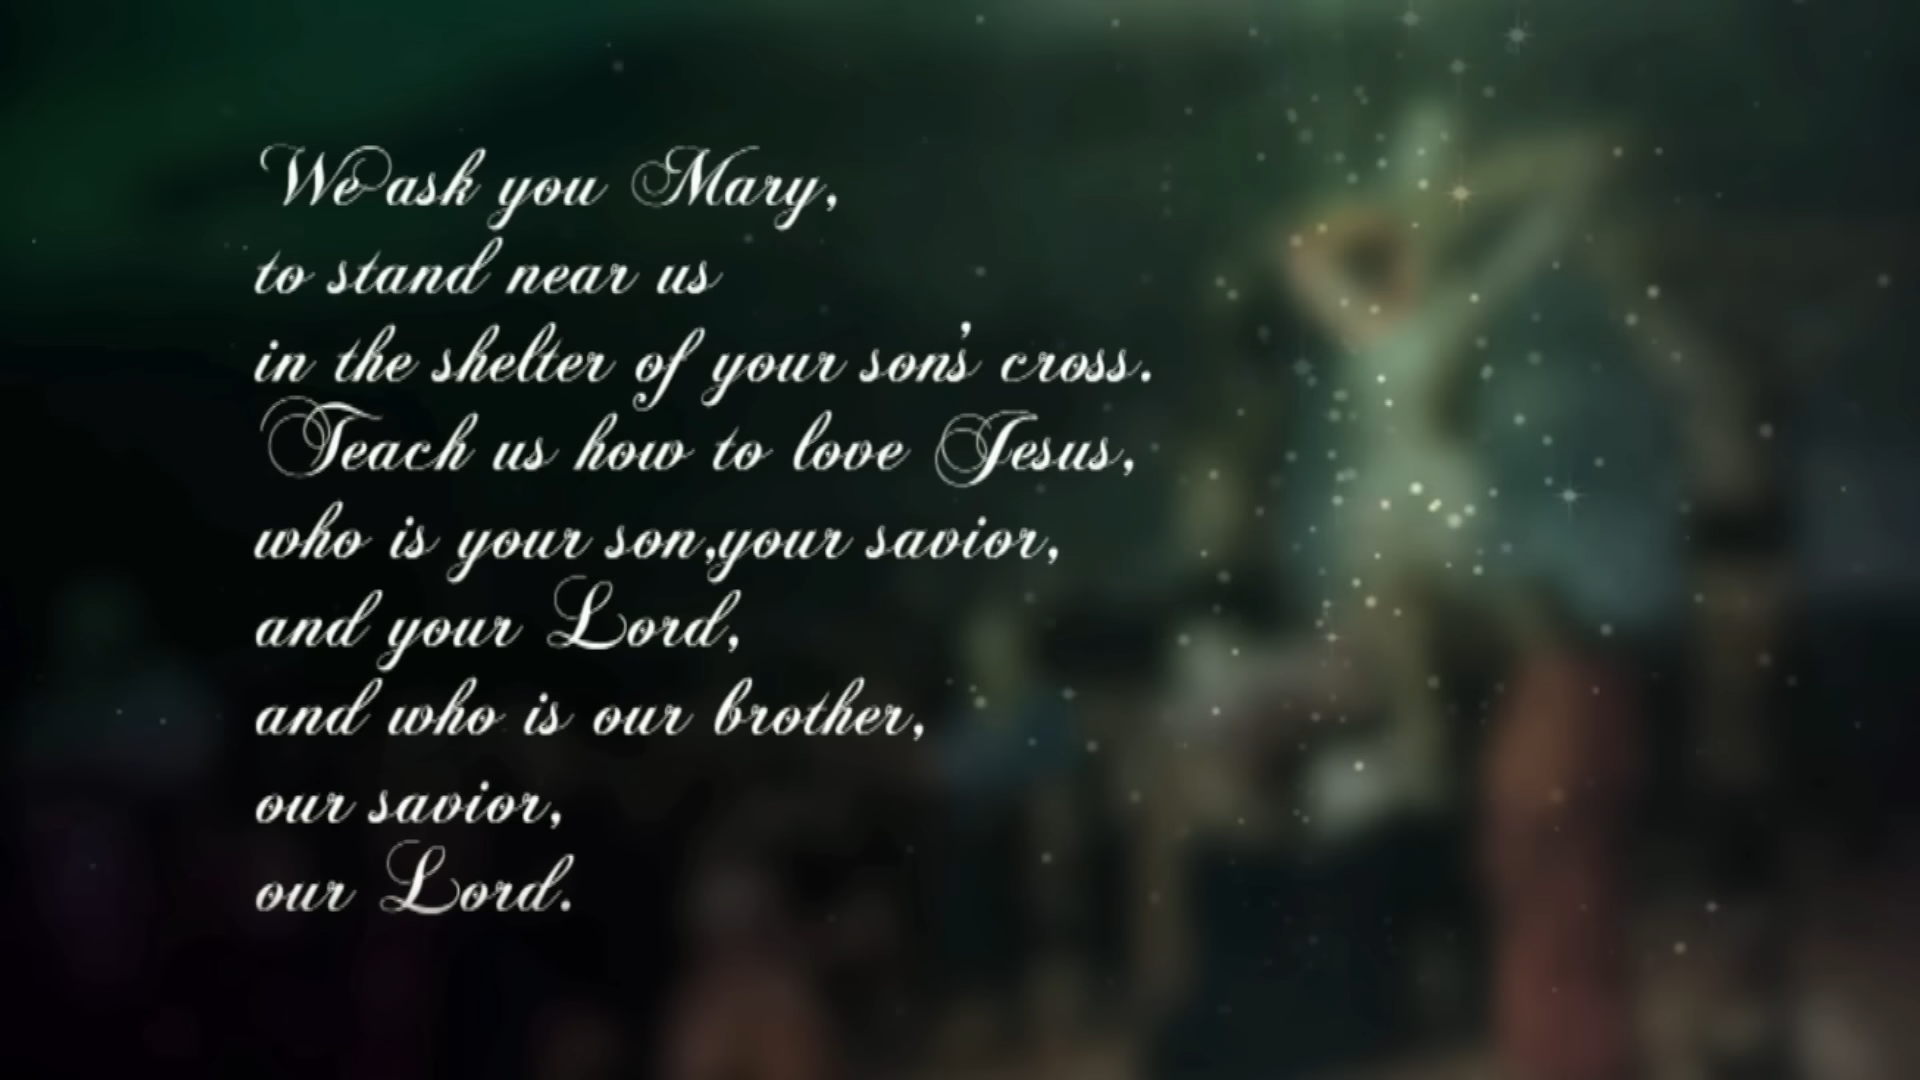 We ask you Mary,
to stand near us
in the shelter of your son's cross.
Teach us how to love Jesus,
who is your son,your savior,
and your Lord,
and who is our brother,
our savior,
our Lord.